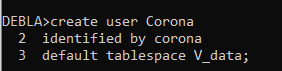 DEBLA>create user Corona
2 identified by corona
3 default tablespace V_data;